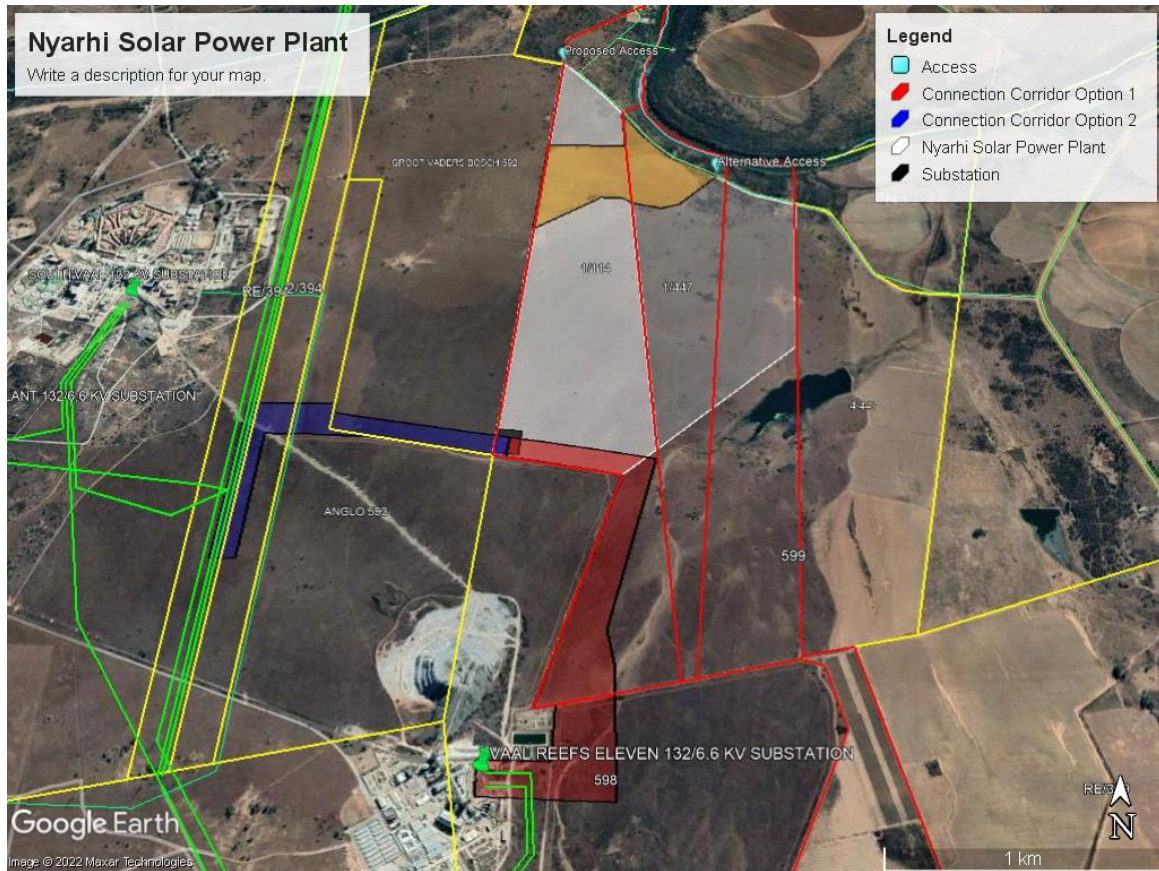 Nyarhi Solar Power Plant
Write a description for your map.
Legend
Access
Connection Corridor Option 1
Connection Corridor Option 2
Nyarhi Solar Power Plant
Substation
Proposed Access
GROOT VADERS BOSCH 592
Alternative Access
SOUTH VAAL 132 KV SUBSTATION
RE/394
2/394
1/114
1/447
LANT 132/6.6 KV SUBSTATION
4/447
ANGLO 593
599
VAAL REEFS ELEVEN 132/6.6 KV SUBSTATION
598
Google Earth
N
Image © 2022 Maxar Technologies
1 km